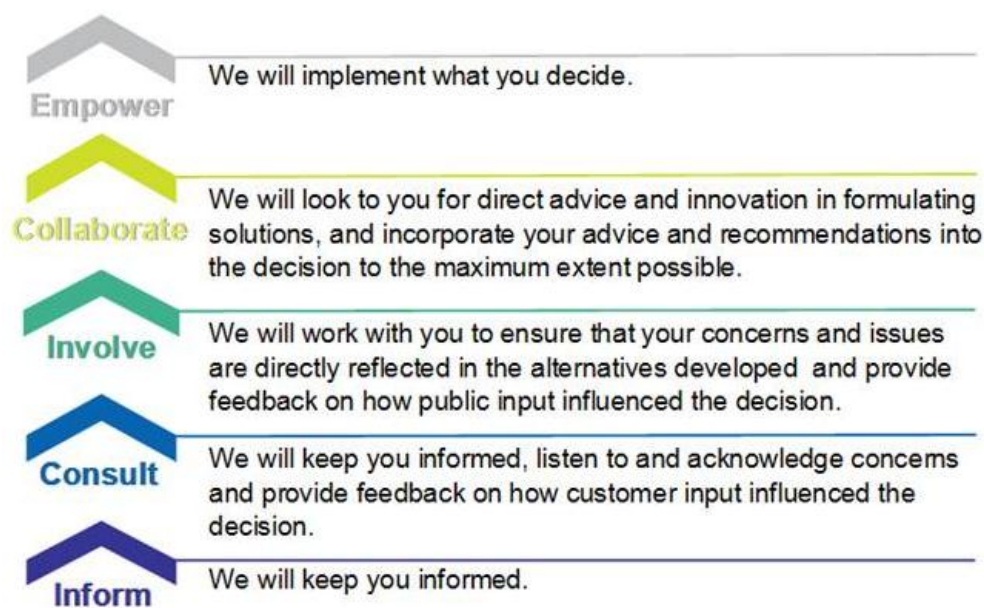 Empower
We will implement what you decide.
Collaborate
We will look to you for direct advice and innovation in formulating
solutions, and incorporate your advice and recommendations into
the decision to the maximum extent possible.
Involve
We will work with you to ensure that your concerns and issues
are directly reflected in the alternatives developed and provide
feedback on how public input influenced the decision.
Consult
We will keep you informed, listen to and acknowledge concerns
and provide feedback on how customer input influenced the
decision.
Inform
We will keep you informed.